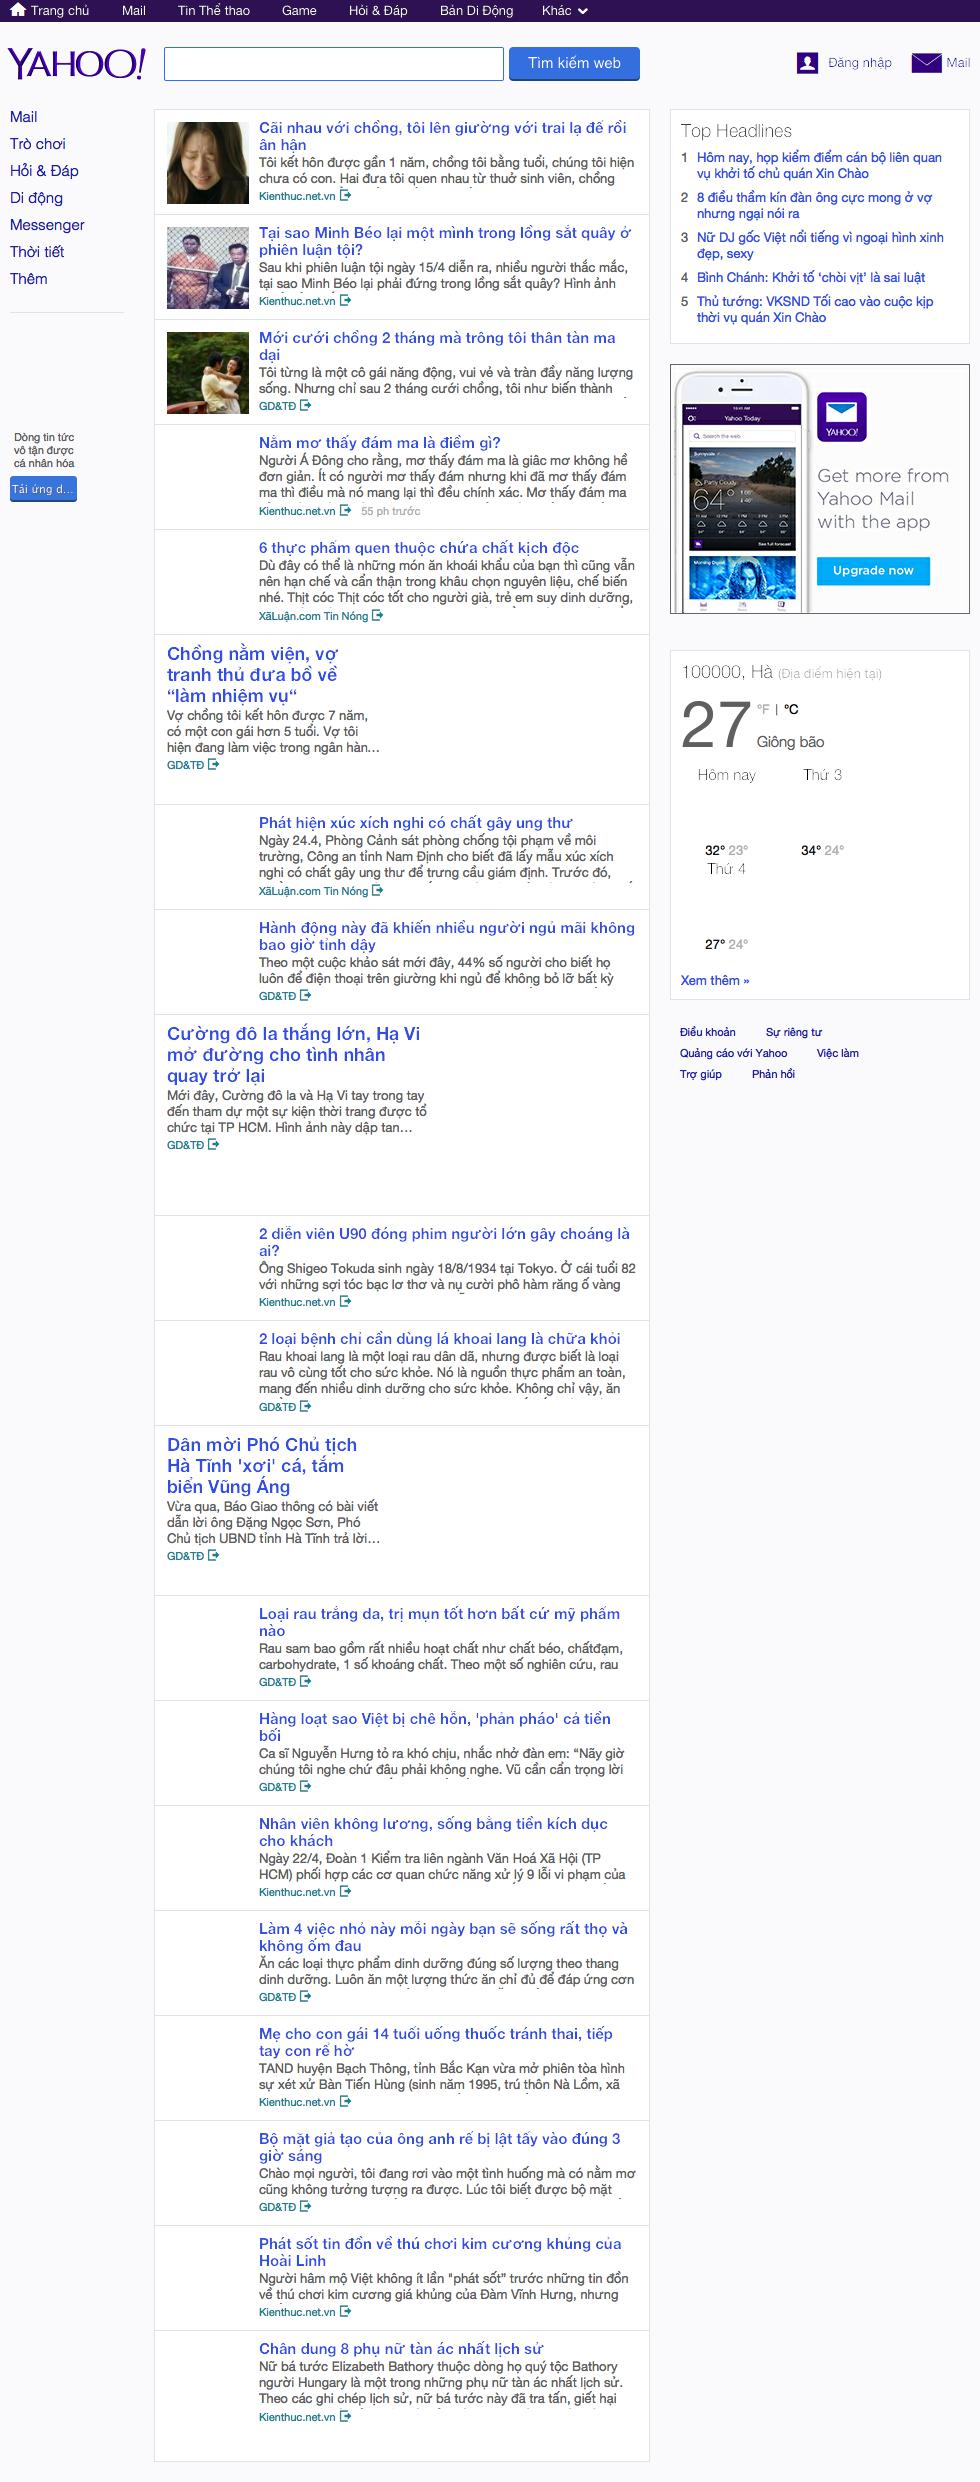 Trang chủ Mail Tin Thể thao Game Hỏi & Đáp Bản Di Động Khác
YAHOO! Tìm kiếm web Đăng nhập Mail
Mail
Trò chơi
Hỏi & Đáp
Di động
Messenger
Thời tiết
Thêm
Dòng tin tức
vô tận được
cá nhân hóa
Tải ứng d...
Cãi nhau với chồng, tôi lên giường với trai lạ để rồi
ân hận
Tôi kết hôn được gần 1 năm, chồng tôi bằng tuổi, chúng tôi hiện
chưa có con. Hai đưa tôi quen nhau từ thuở sinh viên, chồng
Kienthuc.net.vn
Tại sao Minh Béo lại một mình trong lồng sắt quây ở
phiên luận tội?
Sau khi phiên luận tội ngày 15/4 diễn ra, nhiều người thắc mắc,
tại sao Minh Béo lại phải đứng trong lồng sắt quây? Hình ảnh
Kienthuc.net.vn
Mới cưới chồng 2 tháng mà trông tôi thân tàn ma
dại
Tôi từng là một cô gái năng động, vui vẻ và tràn đầy năng lượng
sống. Nhưng chỉ sau 2 tháng cưới chồng, tôi như biến thành
GD&TĐ
Nằm mơ thấy đám ma là điềm gì?
Người Á Đông cho rằng, mơ thấy đám ma là giấc mơ không hề
đơn giản. Ít có người mơ thấy đám nhưng khi đã mơ thấy đám
ma thì điều mà nó mang lại thì đều chính xác. Mơ thấy đám ma
Kienthuc.net.vn 55 ph trước
6 thực phẩm quen thuộc chứa chất kịch độc
Dù đây có thể là những món ăn khoái khẩu của bạn thì cũng vẫn
nên hạn chế và cẩn thận trong khâu chọn nguyên liệu, chế biến
nhé. Thịt cóc Thịt cóc tốt cho người già, trẻ em suy dinh dưỡng,
XãLuận.com Tin Nóng
Chồng nằm viện, vợ
tranh thủ đưa bồ về
“làm nhiệm vụ“
Vợ chồng tôi kết hôn được 7 năm,
có một con gái hơn 5 tuổi. Vợ tôi
hiện đang làm việc trong ngân hàn...
GD&TĐ
Phát hiện xúc xích nghi có chất gây ung thư
Ngày 24.4, Phòng Cảnh sát phòng chống tội phạm về môi
trường, Công an tỉnh Nam Định cho biết đã lấy mẫu xúc xích
nghi có chất gây ung thư để trưng cầu giám định. Trước đó,
XãLuận.com Tin Nóng
Hành động này đã khiến nhiều người ngủ mãi không
bao giờ tỉnh dậy
Theo một cuộc khảo sát mới đây, 44% số người cho biết họ
luôn để điện thoại trên giường khi ngủ để không bỏ lỡ bất kỳ
GD&TĐ
Cường đô la thắng lớn, Hạ Vi
mở đường cho tình nhân
quay trở lại
Mới đây, Cường đô la và Hạ Vi tay trong tay
đến tham dự một sự kiện thời trang được tổ
chức tại TP HCM. Hình ảnh này dập tan...
GD&TĐ
2 diễn viên U90 đóng phim người lớn gây choáng là
ai?
Ông Shigeo Tokuda sinh ngày 18/8/1934 tại Tokyo. Ở cái tuổi 82
với những sợi tóc bạc lơ thơ và nụ cười phô hàm răng ố vàng
Kienthuc.net.vn
2 loại bệnh chỉ cần dùng lá khoai lang là chữa khỏi
Rau khoai lang là một loại rau dân dã, nhưng được biết là loại
rau vô cùng tốt cho sức khỏe. Nó là nguồn thực phẩm an toàn,
mang đến nhiều dinh dưỡng cho sức khỏe. Không chỉ vậy, ăn
GD&TĐ
Dân mời Phó Chủ tịch
Hà Tĩnh 'xơi' cá, tắm
biển Vũng Áng
Vừa qua, Báo Giao thông có bài viết
dẫn lời ông Đặng Ngọc Sơn, Phó
Chủ tịch UBND tỉnh Hà Tĩnh trả lời...
GD&TĐ
Loại rau trắng da, trị mụn tốt hơn bất cứ mỹ phẩm
nào
Rau sam bao gồm rất nhiều hoạt chất như chất béo, chấtđạm,
carbohydrate, 1 số khoáng chất. Theo một số nghiên cứu, rau
GD&TĐ
Hàng loạt sao Việt bị chê hỗn, 'phản pháo' cả tiền
bối
Ca sĩ Nguyễn Hưng tỏ ra khó chịu, nhắc nhở đàn em: “Nãy giờ
chúng tôi nghe chứ đâu phải không nghe. Vũ cần cẩn trọng lời
GD&TĐ
Nhân viên không lương, sống bằng tiền kích dục
cho khách
Ngày 22/4, Đoàn 1 Kiểm tra liên ngành Văn Hoá Xã Hội (TP
HCM) phối hợp các cơ quan chức năng xử lý 9 lỗi vi phạm của
Kienthuc.net.vn
Làm 4 việc nhỏ này mỗi ngày bạn sẽ sống rất thọ và
không ốm đau
Ăn các loại thực phẩm dinh dưỡng đúng số lượng theo thang
dinh dưỡng. Luôn ăn một lượng thức ăn chỉ đủ để đáp ứng cơn
GD&TĐ
Mẹ cho con gái 14 tuổi uống thuốc tránh thai, tiếp
tay con rể hờ
TAND huyện Bạch Thông, tỉnh Bắc Kạn vừa mở phiên tòa hình
sự xét xử Bàn Tiến Hùng (sinh năm 1995, trú thôn Nà Lồm, xã
Kienthuc.net.vn
Bộ mặt giả tạo của ông anh rể bị lật tẩy vào đúng 3
giờ sáng
Chào mọi người, tôi đang rơi vào một tình huống mà có nằm mơ
cũng không tưởng tượng ra được. Lúc tôi biết được bộ mặt
GD&TĐ
Phát sốt tin đồn về thú chơi kim cương khủng của
Hoài Linh
Người hâm mộ Việt không ít lần "phát sốt" trước những tin đồn
về thú chơi kim cương giá khủng của Đàm Vĩnh Hưng, nhưng
Kienthuc.net.vn
Chân dung 8 phụ nữ tàn ác nhất lịch sử
Nữ bá tước Elizabeth Bathory thuộc dòng họ quý tộc Bathory
người Hungary là một trong những phụ nữ tàn ác nhất lịch sử.
Theo các ghi chép lịch sử, nữ bá tước này đã tra tấn, giết hại
Kienthuc.net.vn
Top Headlines
1 Hôm nay, họp kiểm điểm cán bộ liên quan
vụ khởi tố chủ quán Xin Chào
2 8 điều thầm kín đàn ông cực mong ở vợ
nhưng ngại nói ra
3 Nữ DJ gốc Việt nổi tiếng vì ngoại hình xinh
đẹp, sexy
4 Bình Chánh: Khởi tố ‘chòi vịt’ là sai luật
5 Thủ tướng: VKSND Tối cao vào cuộc kịp
thời vụ quán Xin Chào
Yahoo Today
Search the web
Sunnyvale
Partly Cloudy
64°
See full forecast
Morning Digest
YAHOO!
Get more from
Yahoo Mail
with the app
Upgrade now
100000, Hà (Địa điểm hiện tại)
27 °F | °C
Giông bão
Hôm nay Thứ 3
32° 23° 34° 24°
Thứ 4
27° 24°
Xem thêm »
Điều khoản Sự riêng tư
Quảng cáo với Yahoo Việc làm
Trợ giúp Phản hồi